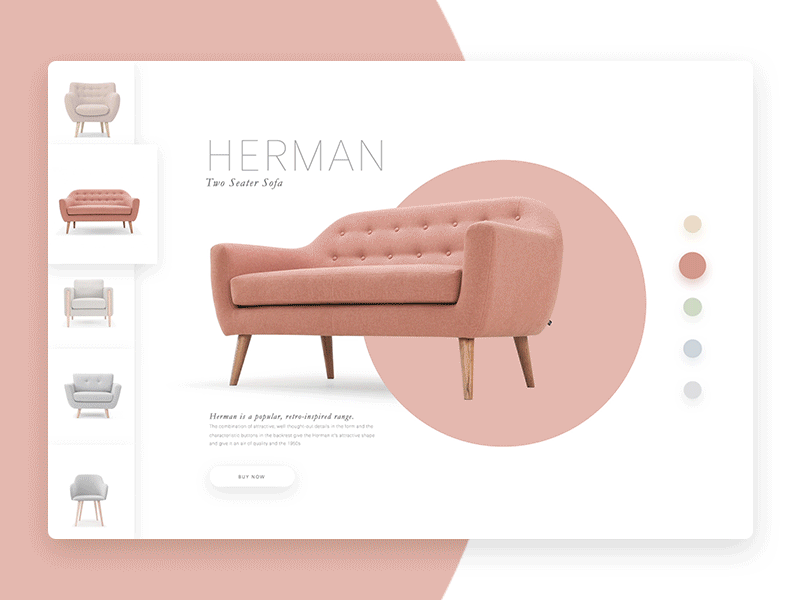 HERMAN
Two Seater Sofa
Herman is a popular, retro-inspired range.
The combination of attractive, well thought-our details in the form and the
characteristic buttons in the backrest give the Herman it's attractive shape
and give it an air of qualita and the 1950s
BUY NOW